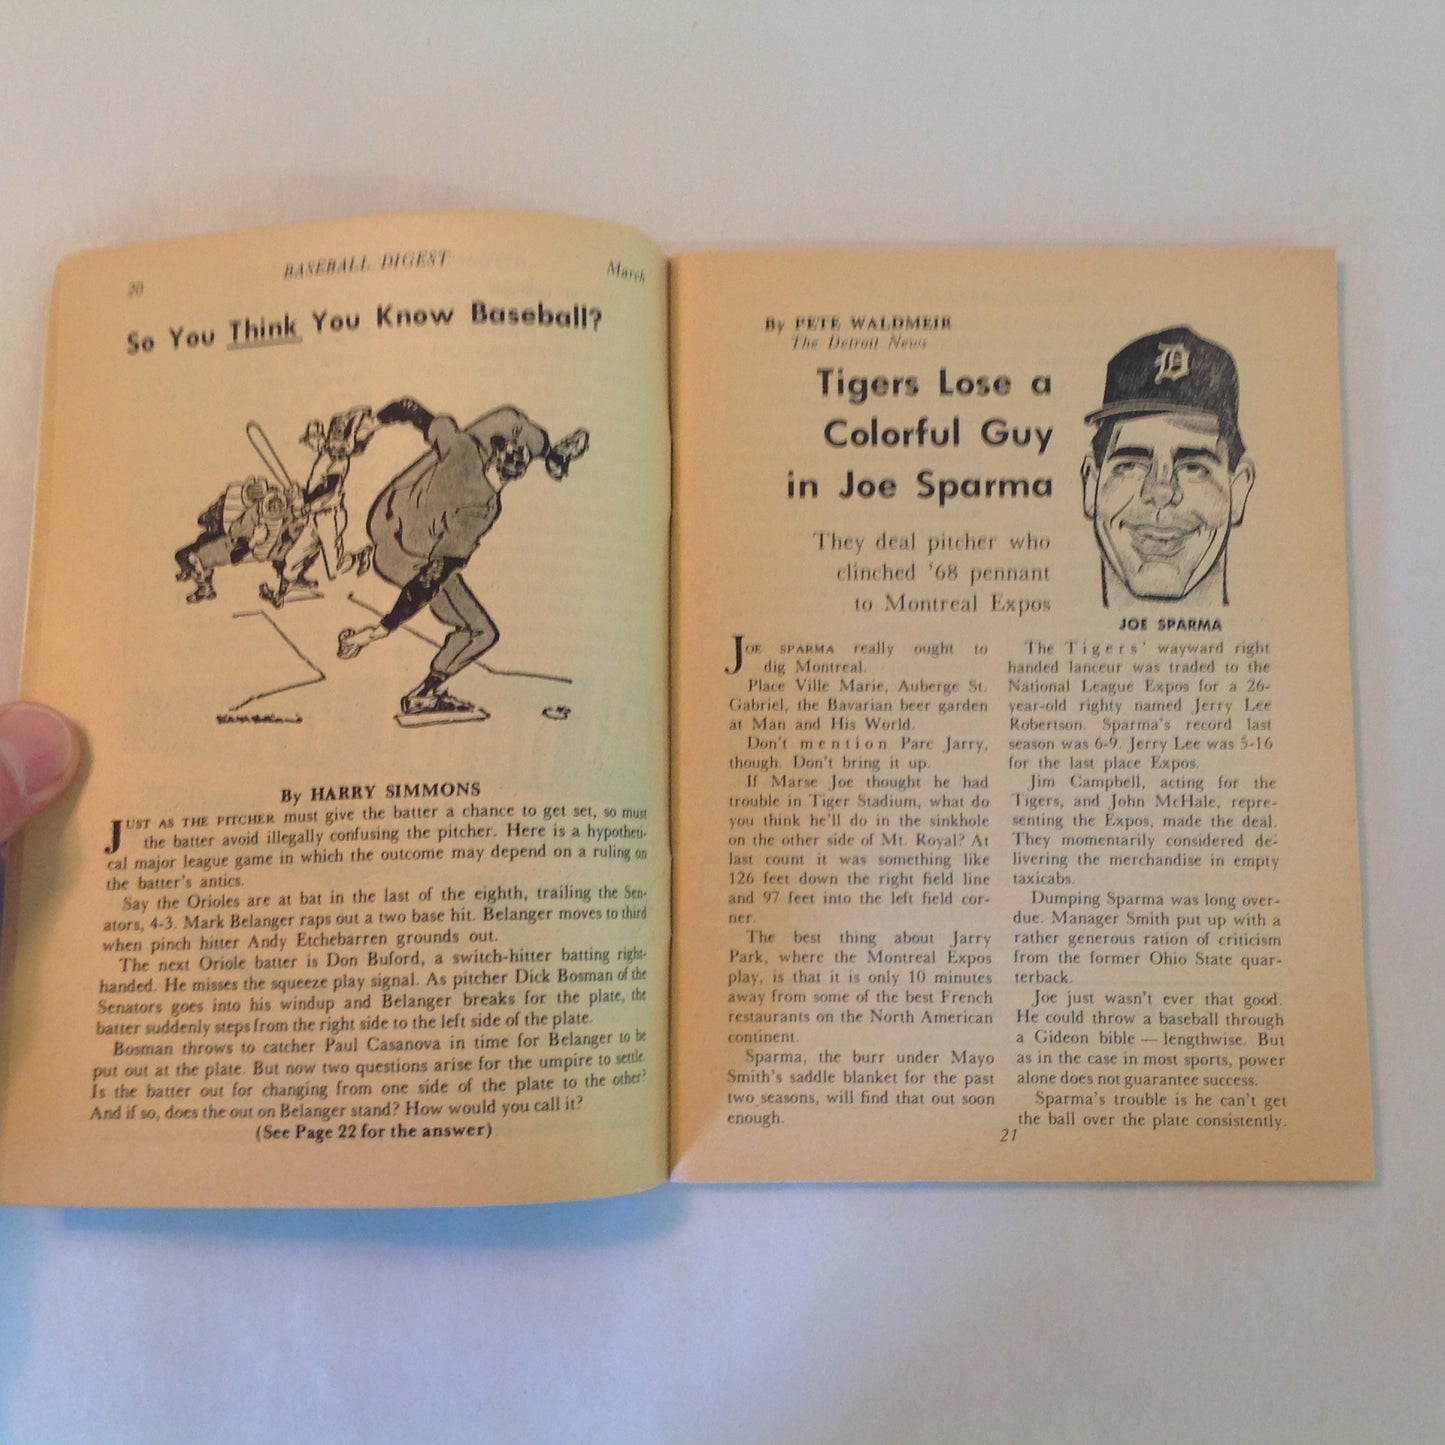 20
BASEBALL DIGEST
March
So You Think You Know Baseball?
By HARRY SIMMONS
JUST AS THE PITCHER must give the batter a chance to get set, so must
the batter avoid illegally confusing the pitcher. Here is a hypotheti-
cal major league game in which the outcome may depend on a ruling on
the batter's antics.
Say the Orioles are at bat in the last of the eighth, trailing the Sen-
ators, 4-3. Mark Belanger raps out a two base hit. Belanger moves to third
when pinch hitter Andy Etchebarren grounds out.
The next Oriole batter is Don Buford, a switch-hitter batting right-
handed. He misses the squeeze play signal. As pitcher Dick Bosman of the
Senators goes into his windup and Belanger breaks for the plate, the
batter suddenly steps from the right side to the left side of the plate.
Bosman throws to catcher Paul Casanova in time for Belanger to be
put out at the plate. But now two questions arise for the umpire to settle.
Is the batter out for changing from one side of the plate to the other?
And if so, does the out on Belanger stand? How would you call it?
(See Page 22 for the answer)
By PETE WALDMEIR
The Detroit News
Tigers Lose a
Colorful Guy
in Joe Sparma
They deal pitcher who
clinched '68 pennant
to Montreal Expos
D
JOE SPARMA
JOE SPARMA really ought to
dig Montreal.
Place Ville Marie, Auberge St.
Gabriel, the Bavarian beer garden
at Man and His World.
Don't mention Parc Jarry,
though. Don't bring it up.
If Marse Joe thought he had
trouble in Tiger Stadium, what do
you think he'll do in the sinkhole
on the other side of Mt. Royal? At
last count it was something like
126 feet down the right field line
and 97 feet into the left field cor-
ner.
The best thing about Jarry
Park, where the Montreal Expos
play, is that it is only 10 minutes
away from some of the best French
restaurants on the North American
continent.
Sparma, the burr under Mayo
Smith's saddle blanket for the past
two seasons, will find that out soon
enough.
The Tigers' wayward right
handed lanceur was traded to the
National League Expos for a 26-
year-old righty named Jerry Lee
Robertson. Sparma's record last
season was 6-9. Jerry Lee was 5-16
for the last place Expos.
Jim Campbell, acting for the
Tigers, and John McHale, repre-
senting the Expos, made the deal.
They momentarily considered de-
livering the merchandise in empty
taxicabs.
Dumping Sparma was long over-
due. Manager Smith put up with a
rather generous ration of criticism
from the former Ohio State quar-
terback.
Joe just wasn't ever that good.
He could throw a baseball through
a Gideon bible — lengthwise. But
as in the case in most sports, power
alone does not guarantee success.
Sparma's trouble is he can't get
the ball over the plate consistently.
21